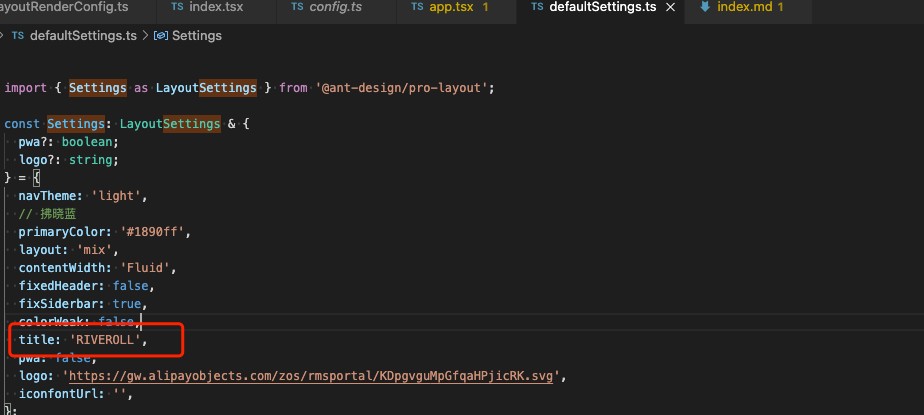 ayoutRenderConfig.ts TS index.tsx TS config.ts TS app.tsx 1 TS defaultSettings.ts × index.md 1
> TS defaultSettings.ts > Settings
import { Settings as LayoutSettings } from '@ant-design/pro-layout';
const Settings: LayoutSettings & {
pwa?: boolean;
logo?: string;
} = {
navTheme: 'light',
// 拂晓蓝
primaryColor: '#1890ff',
layout: 'mix',
contentWidth: 'Fluid',
fixedHeader: false,
fixSiderbar: true,
colorWeak: false,
title: 'RIVEROLL',
pwa: false,
logo: 'https://gw.alipayobjects.com/zos/rmsportal/KDpgvguMpGfqaHPjicRK.svg',
iconfontUrl: '',
};